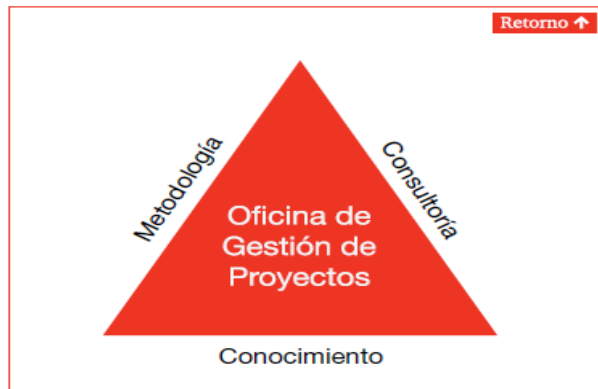 Retorno ↑
Metodología
Consultoría
Oficina de
Gestión de
Proyectos
Conocimiento